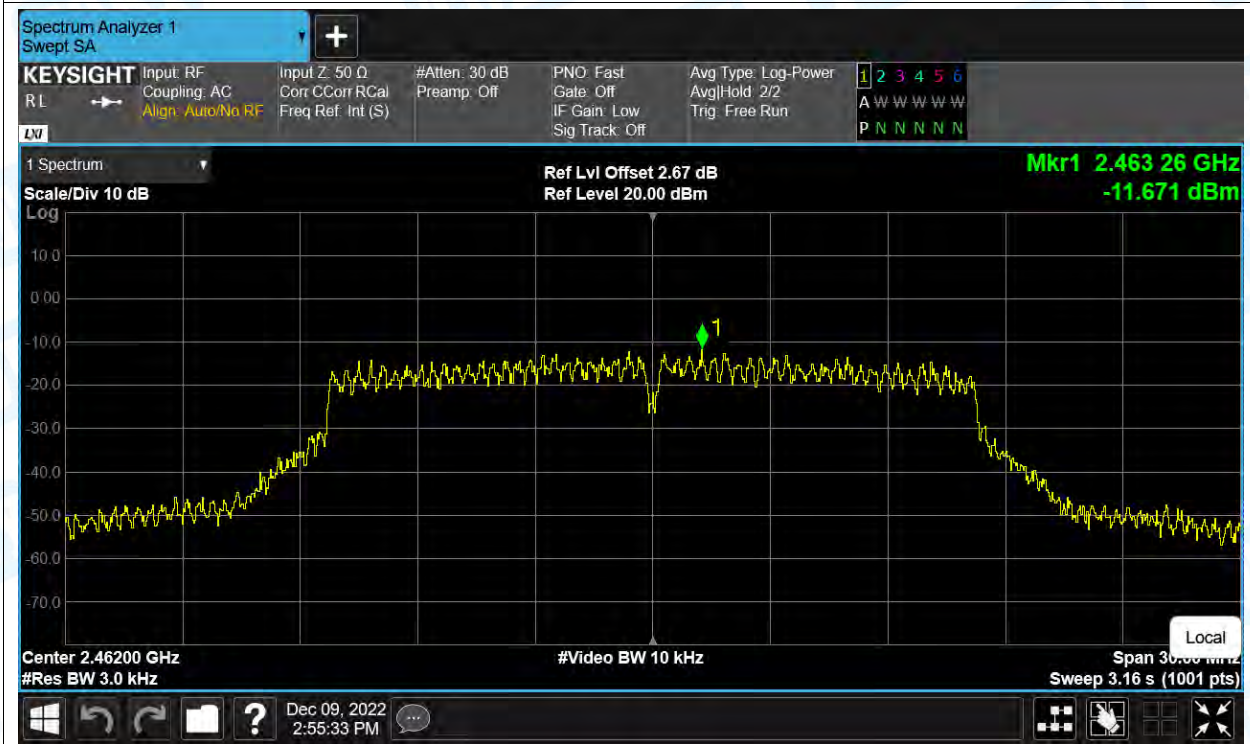 Spectrum Analyzer 1
Swept SA
+
KEYSIGHT
R L
LXI
Input: RF
Coupling: AC
Align: Auto/No RF
Input Z: 50 Ω
Corr CCorr RCal
Freq Ref: Int (S)
#Atten: 30 dB
Preamp: Off
PNO: Fast
Gate: Off
IF Gain: Low
Sig Track: Off
Avg Type: Log-Power
Avg|Hold: 2/2
Trig: Free Run
1 2 3 4 5 6
A W W W W W
P N N N N N
1 Spectrum
Scale/Div 10 dB
Log
Ref Lvl Offset 2.67 dB
Ref Level 20.00 dBm
Mkr1 2.463 26 GHz
-11.671 dBm
10.0
0.00
-10.0
-20.0
-30.0
-40.0
-50.0
-60.0
-70.0
1
Local
Center 2.46200 GHz
#Res BW 3.0 kHz
#Video BW 10 kHz
Span 30.00 MHz
Sweep 3.16 s (1001 pts)
?
Dec 09, 2022
2:55:33 PM